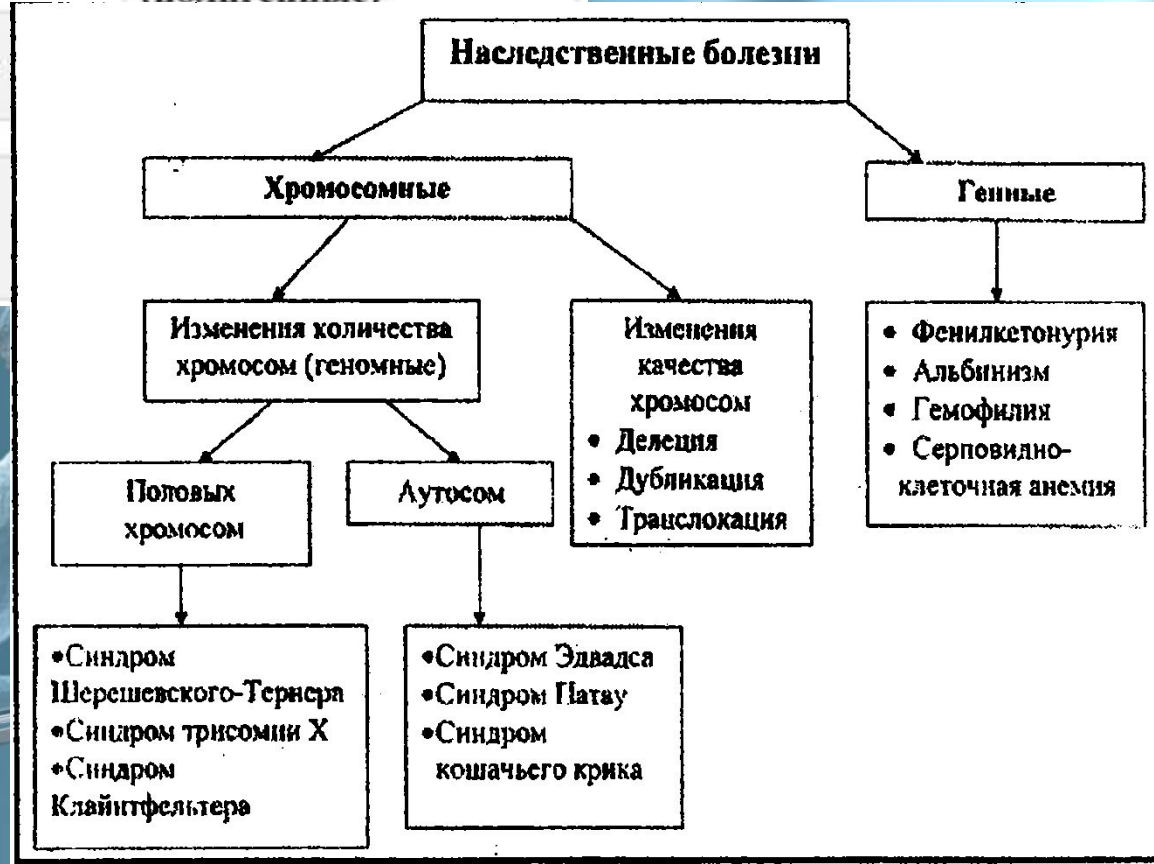 Наследственные болезни
Хромосомные
Генные
Изменения количества
хромосом (геномные)
Изменения
качества
хромосом
• Делеция
• Дубликация
• Транслокация
• Фенилкетонурия
• Альбинизм
• Гемофилия
• Серповидно-
клеточная анемия
Половых
хромосом
Аутосом
•Синдром
Шерешевского-Тернера
•Синдром трисомии X
•Синдром
Клайнтфельтера
•Синдром Эдвадса
•Синдром Патау
•Синдром
кошачьего крика